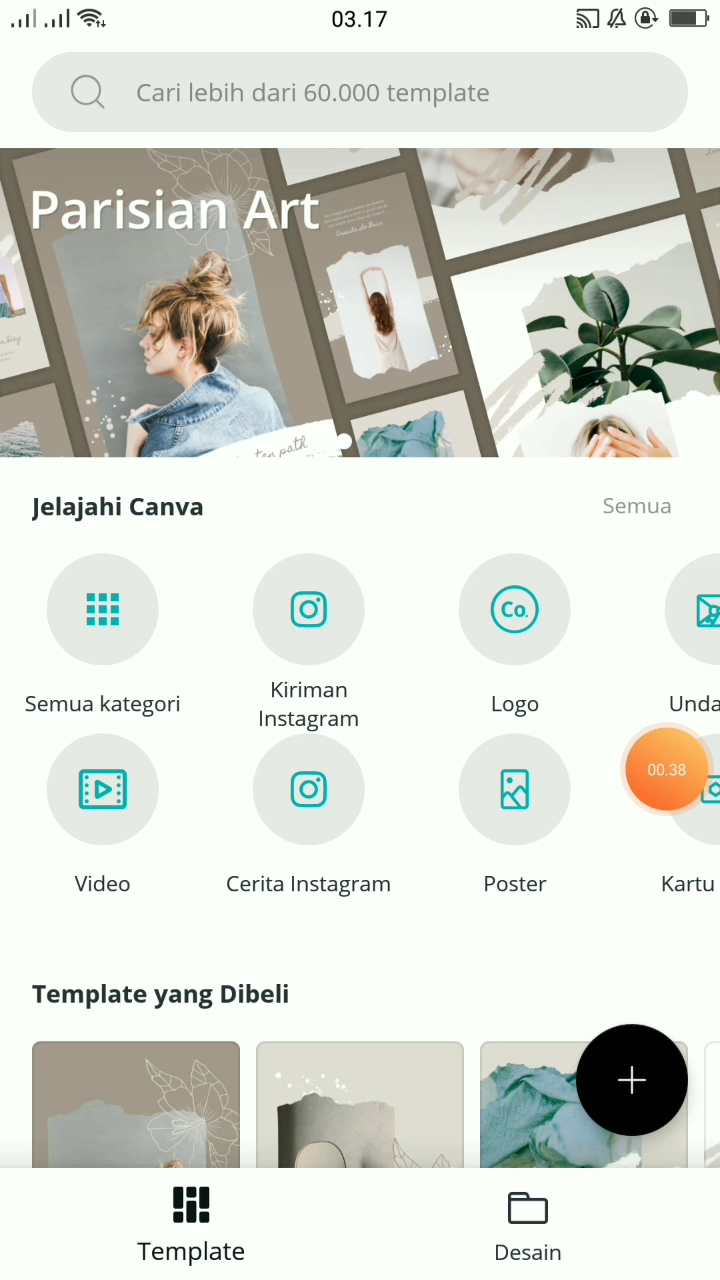 03.17
Cari lebih dari 60.000 template
Parisian Art
Jelajahi Canva
Semua
Semua kategori
Kiriman
Instagram
Co.
Logo
Unda
Video
Cerita Instagram
Poster
00.38
Kartu
Template yang Dibeli
+
Template
Desain